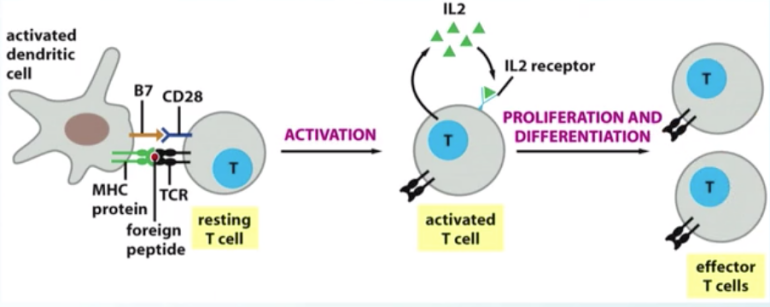 activated
dendritic
cell
B7
CD28
MHC
protein
TCR
foreign
peptide
T
resting
T cell
ACTIVATION
IL2
IL2 receptor
T
activated
T cell
PROLIFERATION AND
DIFFERENTIATION
T
T
effector
T cells